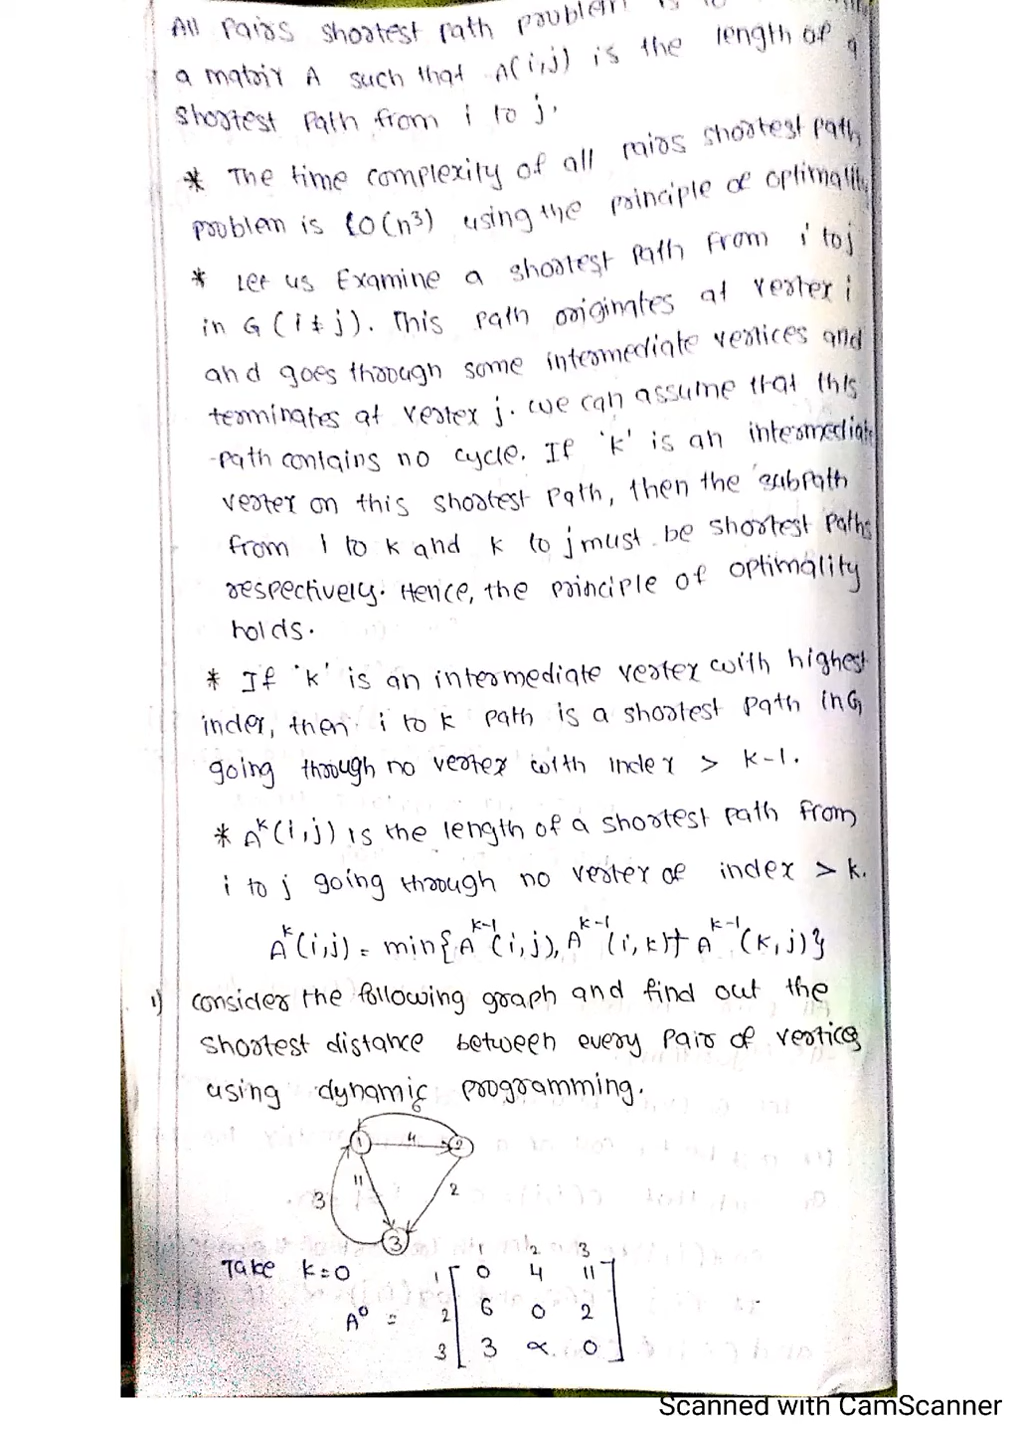 All Pairs shortest path problem is to
a matrix A such that A(i,j) is the length of a
shortest path from i to j.
* The time complexity of all pairs shortest path
problem is O(n³) using the principle of optimality
* Let us Examine a shortest path from i to j
in G (i ≠ j). This path originates at vertex i
and goes through some intermediate vertices and
terminates at vertex j. we can assume that this
path contains no cycle. If 'k' is an intermediate
vertex on this shortest path, then the subpath
from i to k and k to j must be shortest paths
respectively. Hence, the principle of optimality
holds.
* If 'k' is an intermediate vertex with highest
index, then i to k path is a shortest path in G
going through no vertex with index > k-1.
* Aᵏ(i,j) is the length of a shortest path from
i to j going through no vertex of index > k.
Aᵏ(i,j) = min{Aᵏ⁻¹(i,j), Aᵏ⁻¹(i,k)+ Aᵏ⁻¹(k,j)}
1) consider the following graph and find out the
shortest distance between every pair of vertices
using dynamic programming.
6
1 4 2
11 2
3
3
Take k=0
1 2 3
A⁰ = 1 [ 0 4 11 ]
2 [ 6 0 2 ]
3 [ 3 ∝ 0 ]
Scanned with CamScanner